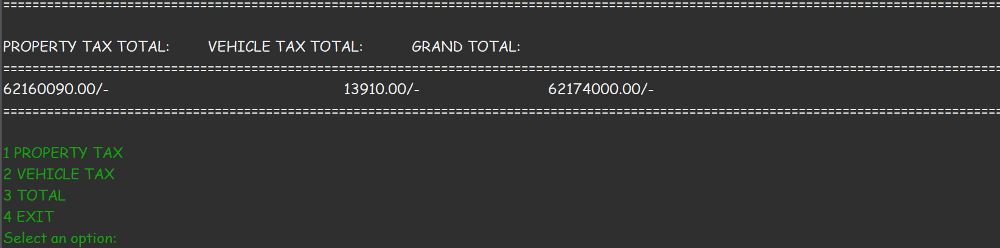 ================================================================================================================================================
PROPERTY TAX TOTAL: VEHICLE TAX TOTAL: GRAND TOTAL:
================================================================================================================================================
62160090.00/- 13910.00/- 62174000.00/-
================================================================================================================================================
1 PROPERTY TAX
2 VEHICLE TAX
3 TOTAL
4 EXIT
Select an option: